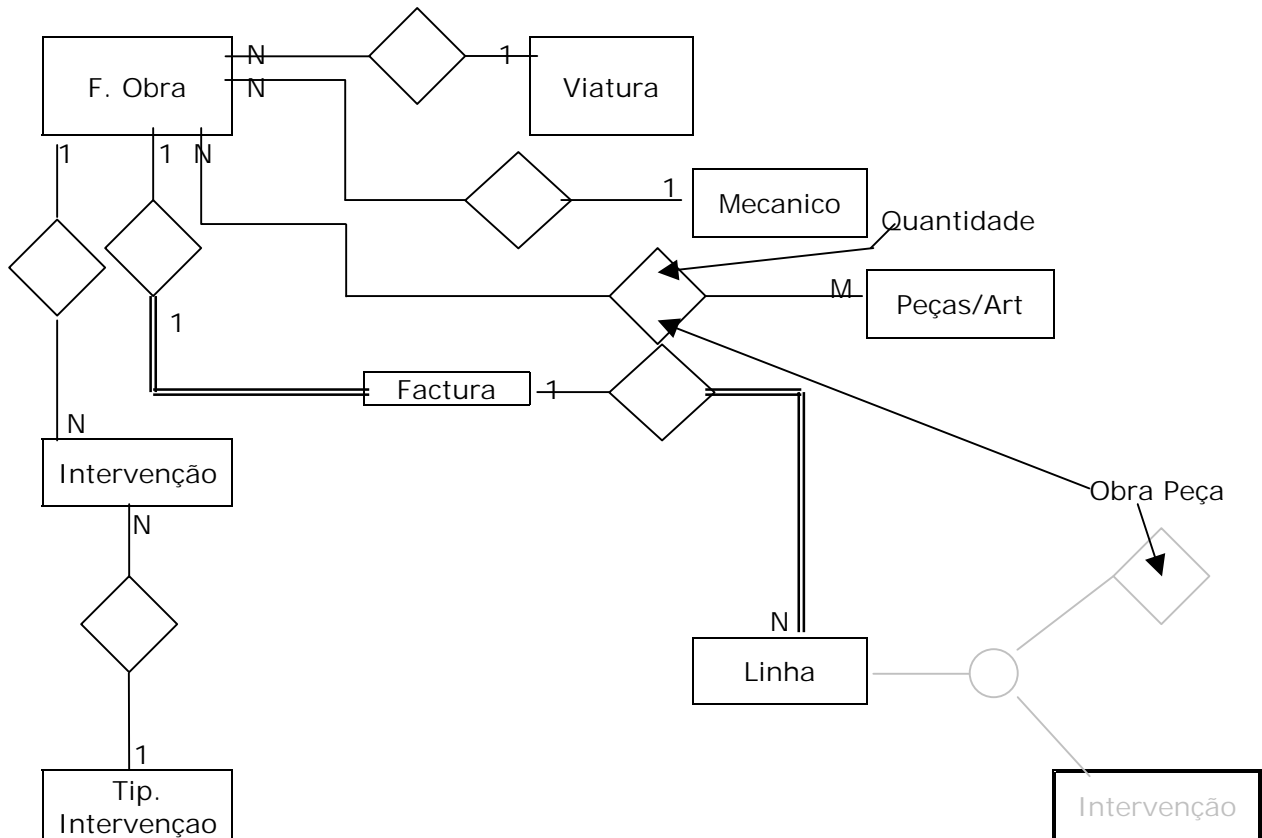 N
1
F. Obra
Viatura
N
1
1
N
1
Mecanico
Quantidade
M
Peças/Art
1
Factura
1
N
Intervenção
Obra Peça
N
N
Linha
1
Tip.
Intervençao
Intervenção